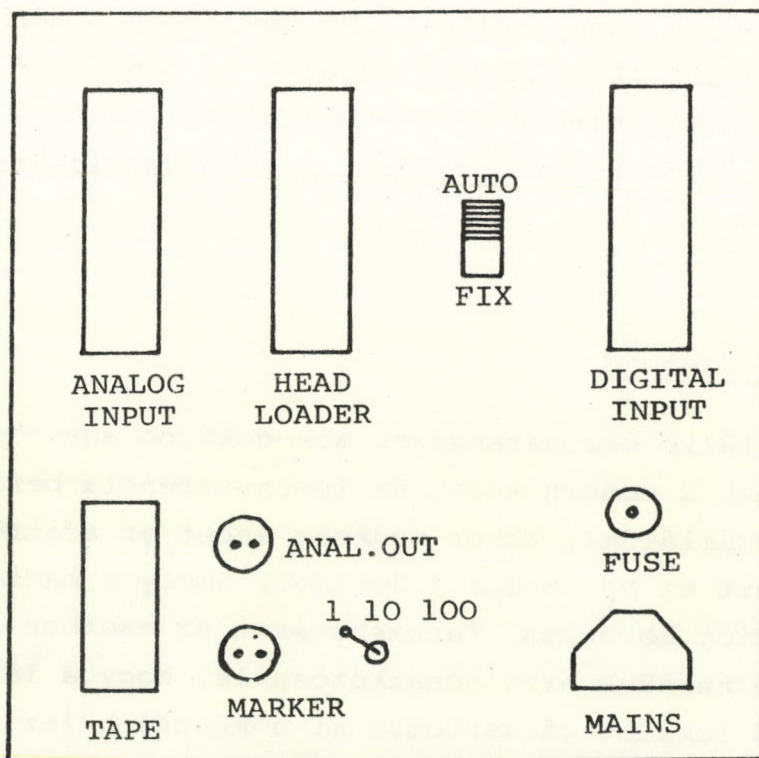 AUTO
FIX
ANALOG
INPUT
HEAD
LOADER
DIGITAL
INPUT
ANAL.OUT
FUSE
1 10 100
MARKER
TAPE
MAINS